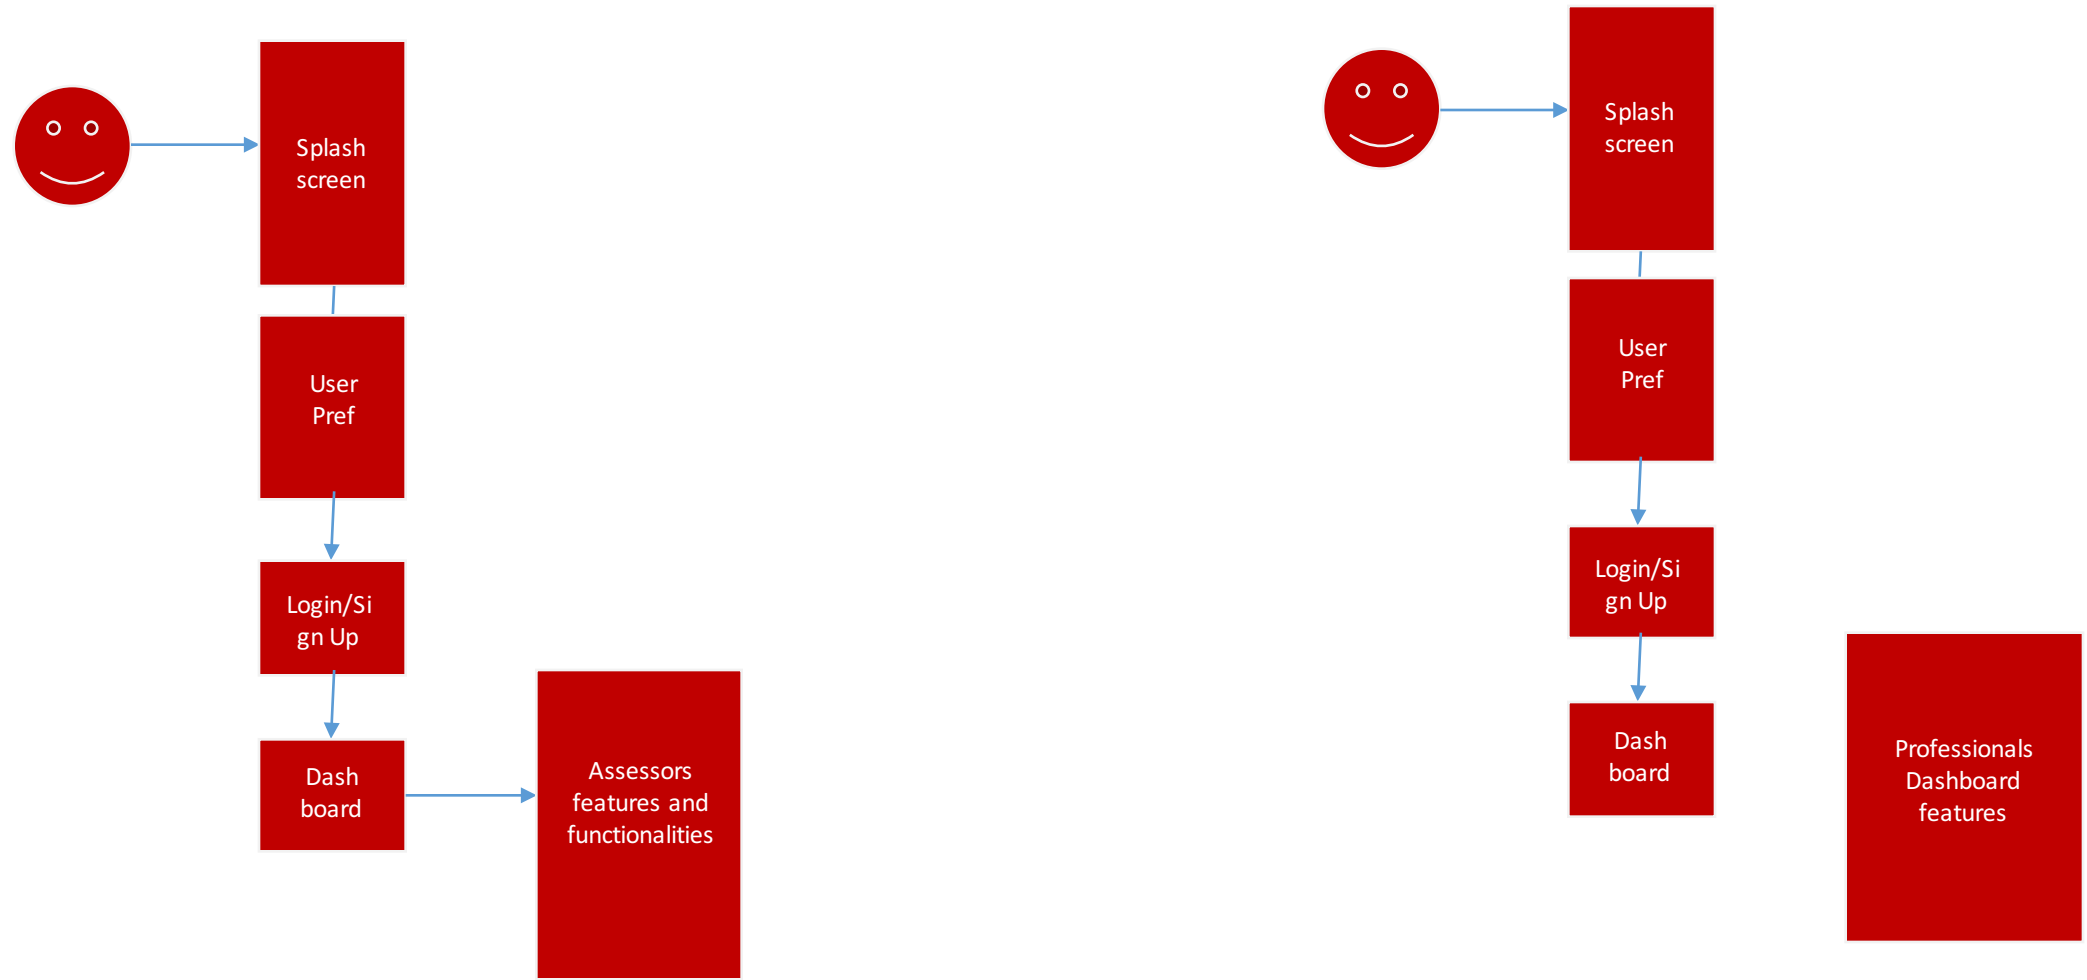 Splash
screen
User
Pref
Login/Si
gn Up
Dash
board
Assessors
features and
functionalities
Splash
screen
User
Pref
Login/Si
gn Up
Dash
board
Professionals
Dashboard
features